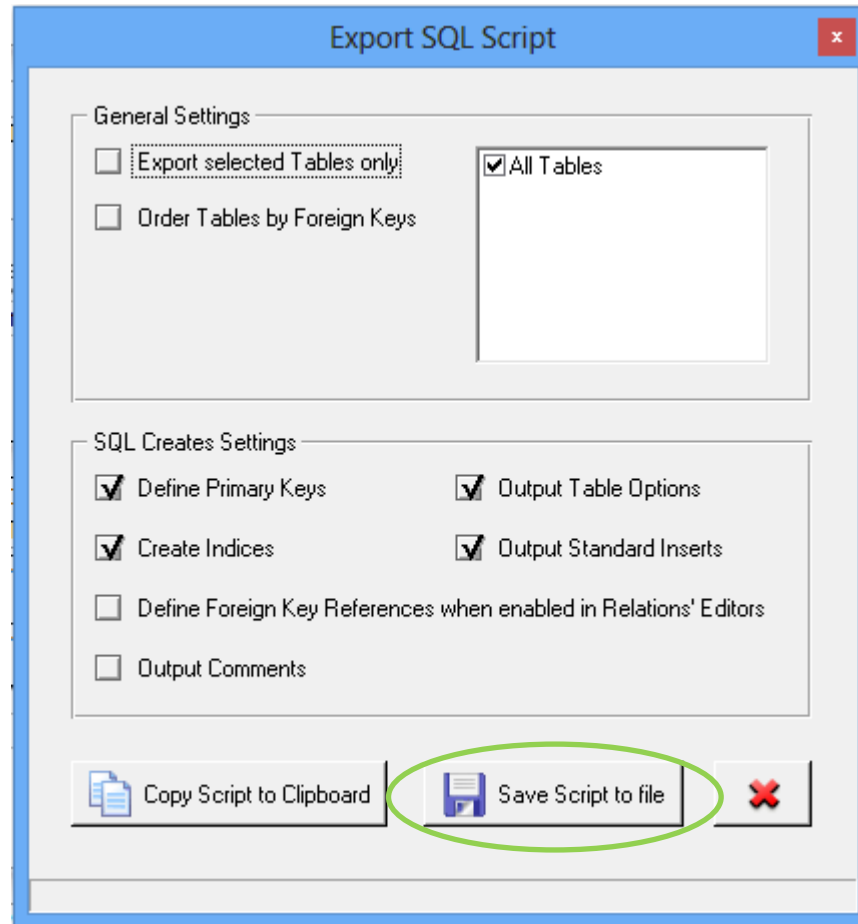 Export SQL Script
x
General Settings
Export selected Tables only
All Tables
Order Tables by Foreign Keys
SQL Creates Settings
Define Primary Keys
Output Table Options
Create Indices
Output Standard Inserts
Define Foreign Key References when enabled in Relations' Editors
Output Comments
Copy Script to Clipboard
Save Script to file